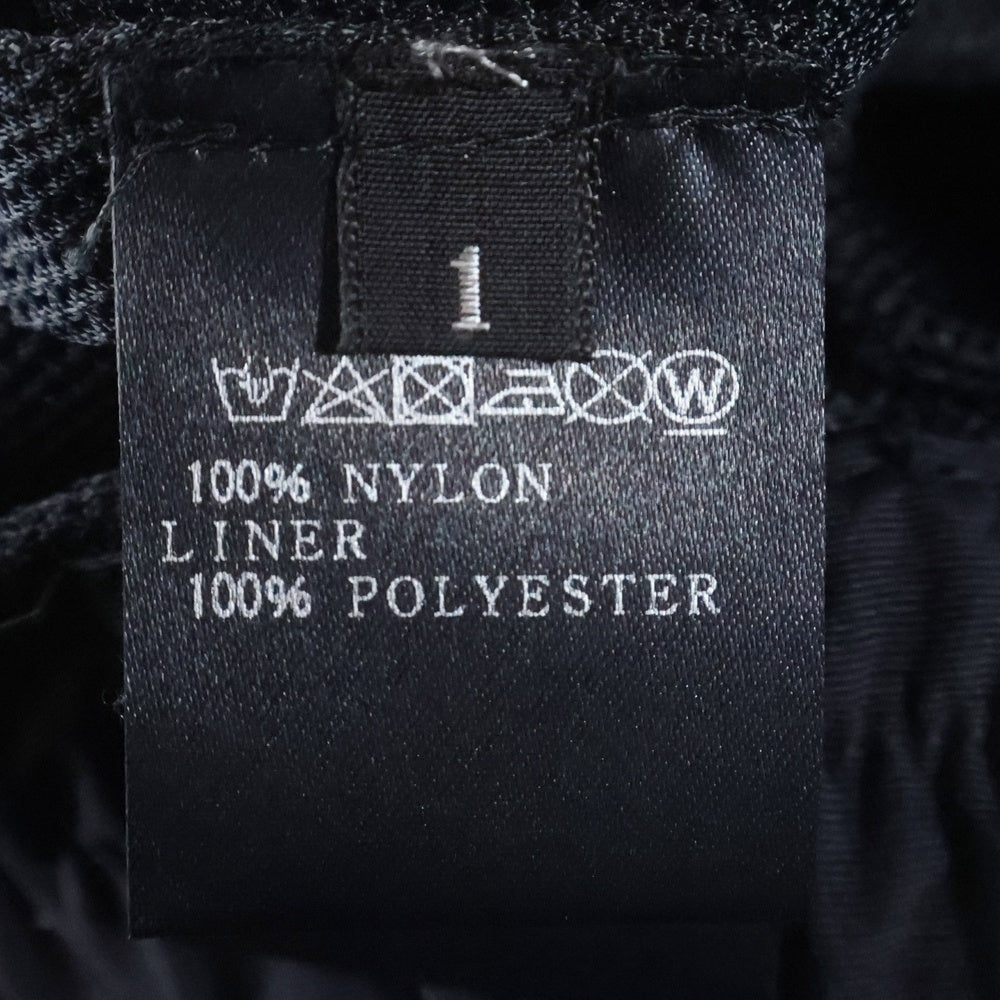 1
W
100% NYLON
LINER
100% POLYESTER